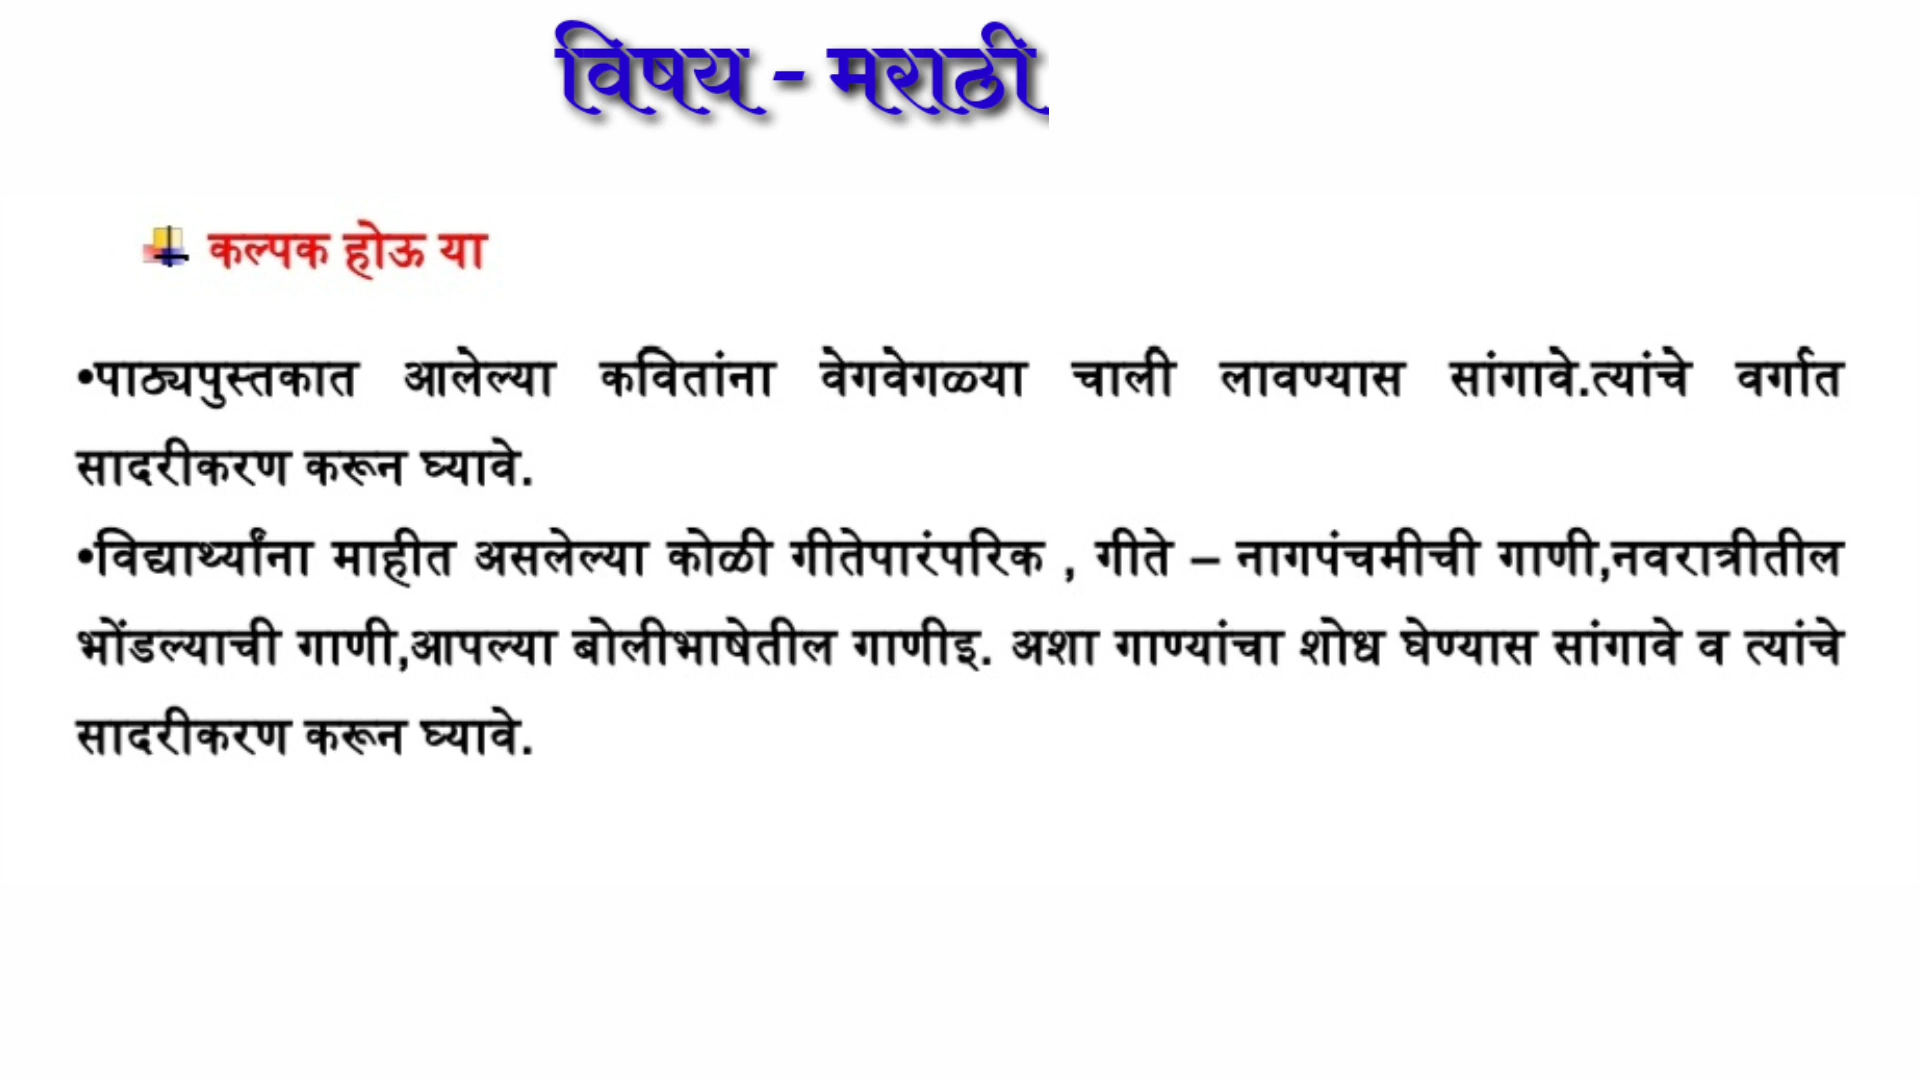 विषय - मराठी
कल्पक होऊ या
•पाठ्यपुस्तकात आलेल्या कवितांना वेगवेगळ्या चाली लावण्यास सांगावे.त्यांचे वर्गात
सादरीकरण करून घ्यावे.
•विद्यार्थ्यांना माहीत असलेल्या कोळी गीतेपारंपरिक , गीते – नागपंचमीची गाणी,नवरात्रीतील
भोंडल्याची गाणी,आपल्या बोलीभाषेतील गाणीइ. अशा गाण्यांचा शोध घेण्यास सांगावे व त्यांचे
सादरीकरण करून घ्यावे.